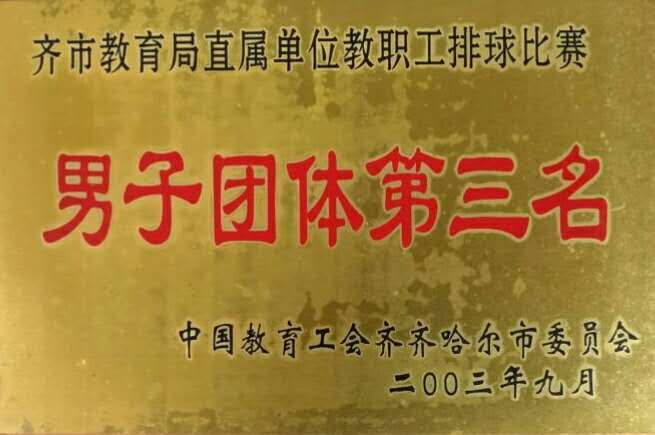 齐市教育局直属单位教职工排球比赛
男子团体第三名
中国教育工会齐齐哈尔市委员会
二00三年九月